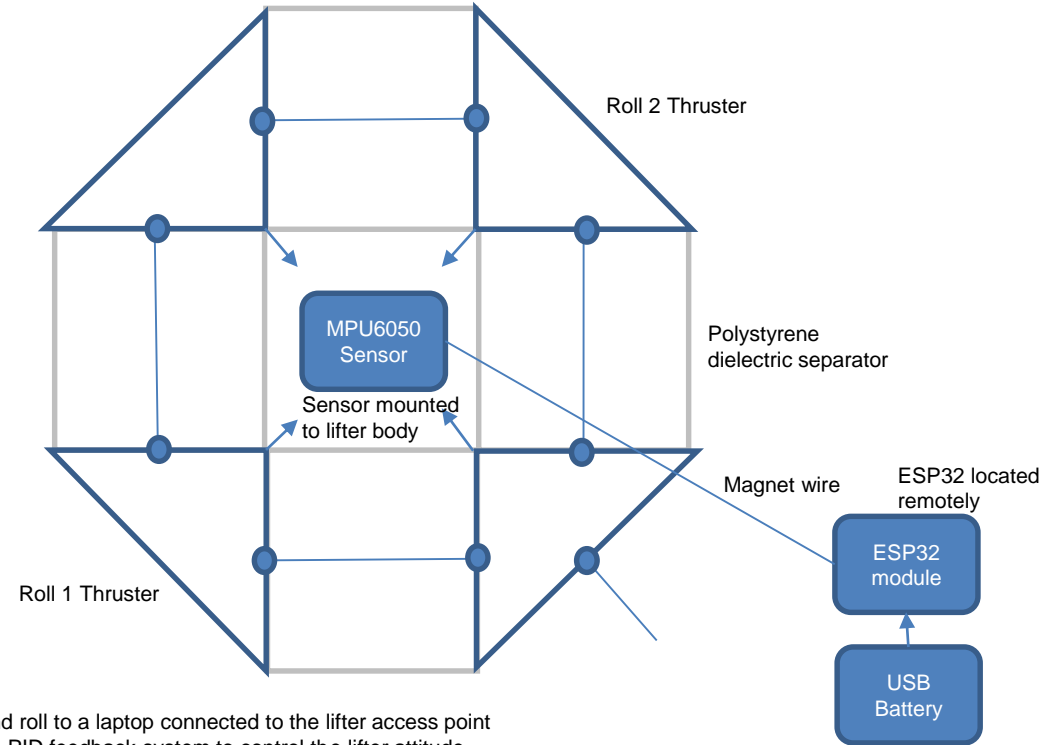 Roll 2 Thruster
MPU6050
Sensor
Polystyrene
dielectric separator
Sensor mounted
to lifter body
Magnet wire
ESP32 located
remotely
ESP32
module
Roll 1 Thruster
USB
Battery
roll to a laptop connected to the lifter access point
PID feedback system to control the lifter attitude